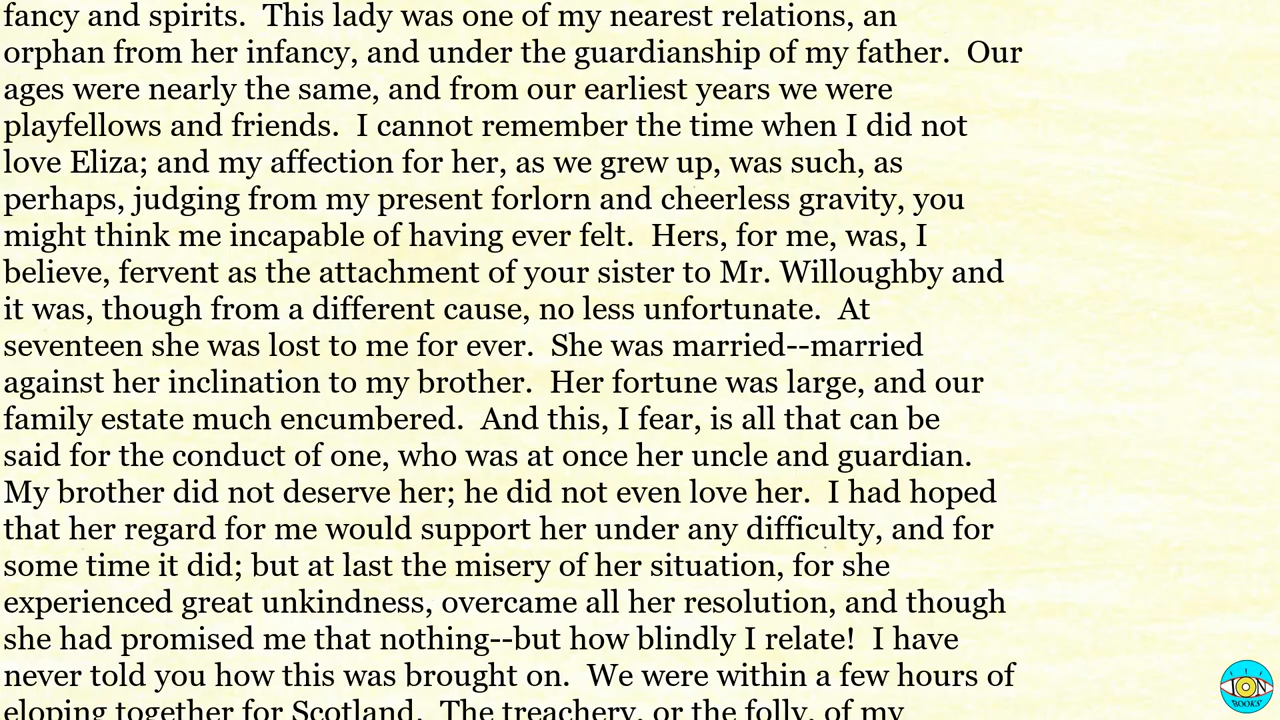 fancy and spirits.  This lady was one of my nearest relations, an
orphan from her infancy, and under the guardianship of my father.  Our
ages were nearly the same, and from our earliest years we were
playfellows and friends.  I cannot remember the time when I did not
love Eliza; and my affection for her, as we grew up, was such, as
perhaps, judging from my present forlorn and cheerless gravity, you
might think me incapable of having ever felt.  Hers, for me, was, I
believe, fervent as the attachment of your sister to Mr. Willoughby and
it was, though from a different cause, no less unfortunate.  At
seventeen she was lost to me for ever.  She was married--married
against her inclination to my brother.  Her fortune was large, and our
family estate much encumbered.  And this, I fear, is all that can be
said for the conduct of one, who was at once her uncle and guardian.
My brother did not deserve her; he did not even love her.  I had hoped
that her regard for me would support her under any difficulty, and for
some time it did; but at last the misery of her situation, for she
experienced great unkindness, overcame all her resolution, and though
she had promised me that nothing--but how blindly I relate!  I have
never told you how this was brought on.  We were within a few hours of
eloping together for Scotland.  The treachery, or the folly, of my
ION
BOOKS